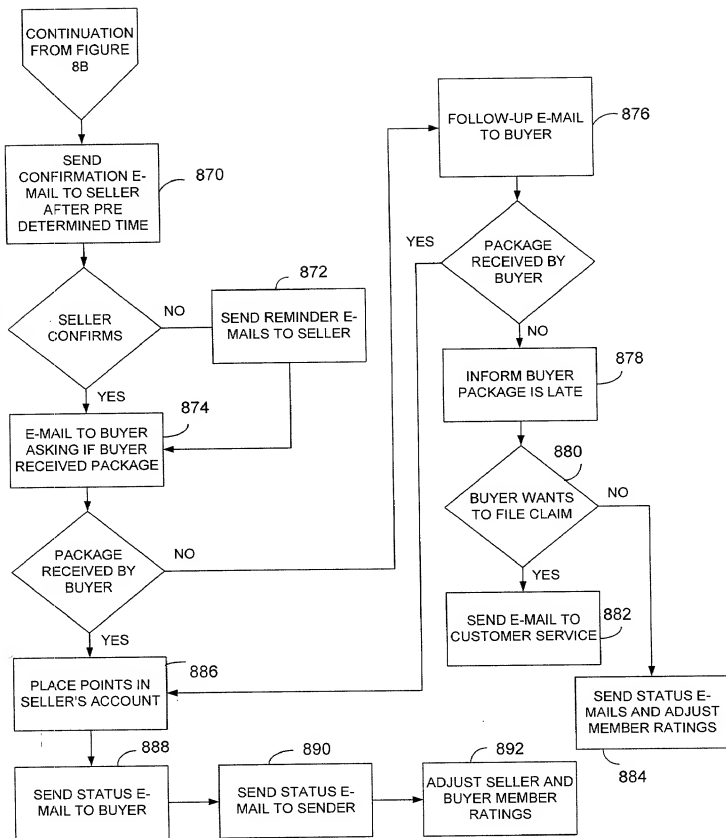 CONTINUATION
FROM FIGURE
8B
SEND
CONFIRMATION E-
MAIL TO SELLER
AFTER PRE
DETERMINED TIME
870
SELLER
CONFIRMS
NO
YES
872
SEND REMINDER E-
MAILS TO SELLER
874
E-MAIL TO BUYER
ASKING IF BUYER
RECEIVED PACKAGE
PACKAGE
RECEIVED BY
BUYER
NO
YES
876
FOLLOW-UP E-MAIL
TO BUYER
YES
PACKAGE
RECEIVED BY
BUYER
NO
878
INFORM BUYER
PACKAGE IS LATE
880
BUYER WANTS
TO FILE CLAIM
NO
YES
SEND E-MAIL TO
CUSTOMER SERVICE
882
SEND STATUS E-
MAILS AND ADJUST
MEMBER RATINGS
884
886
PLACE POINTS IN
SELLER'S ACCOUNT
888
SEND STATUS E-
MAIL TO BUYER
890
SEND STATUS E-
MAIL TO SENDER
892
ADJUST SELLER AND
BUYER MEMBER
RATINGS